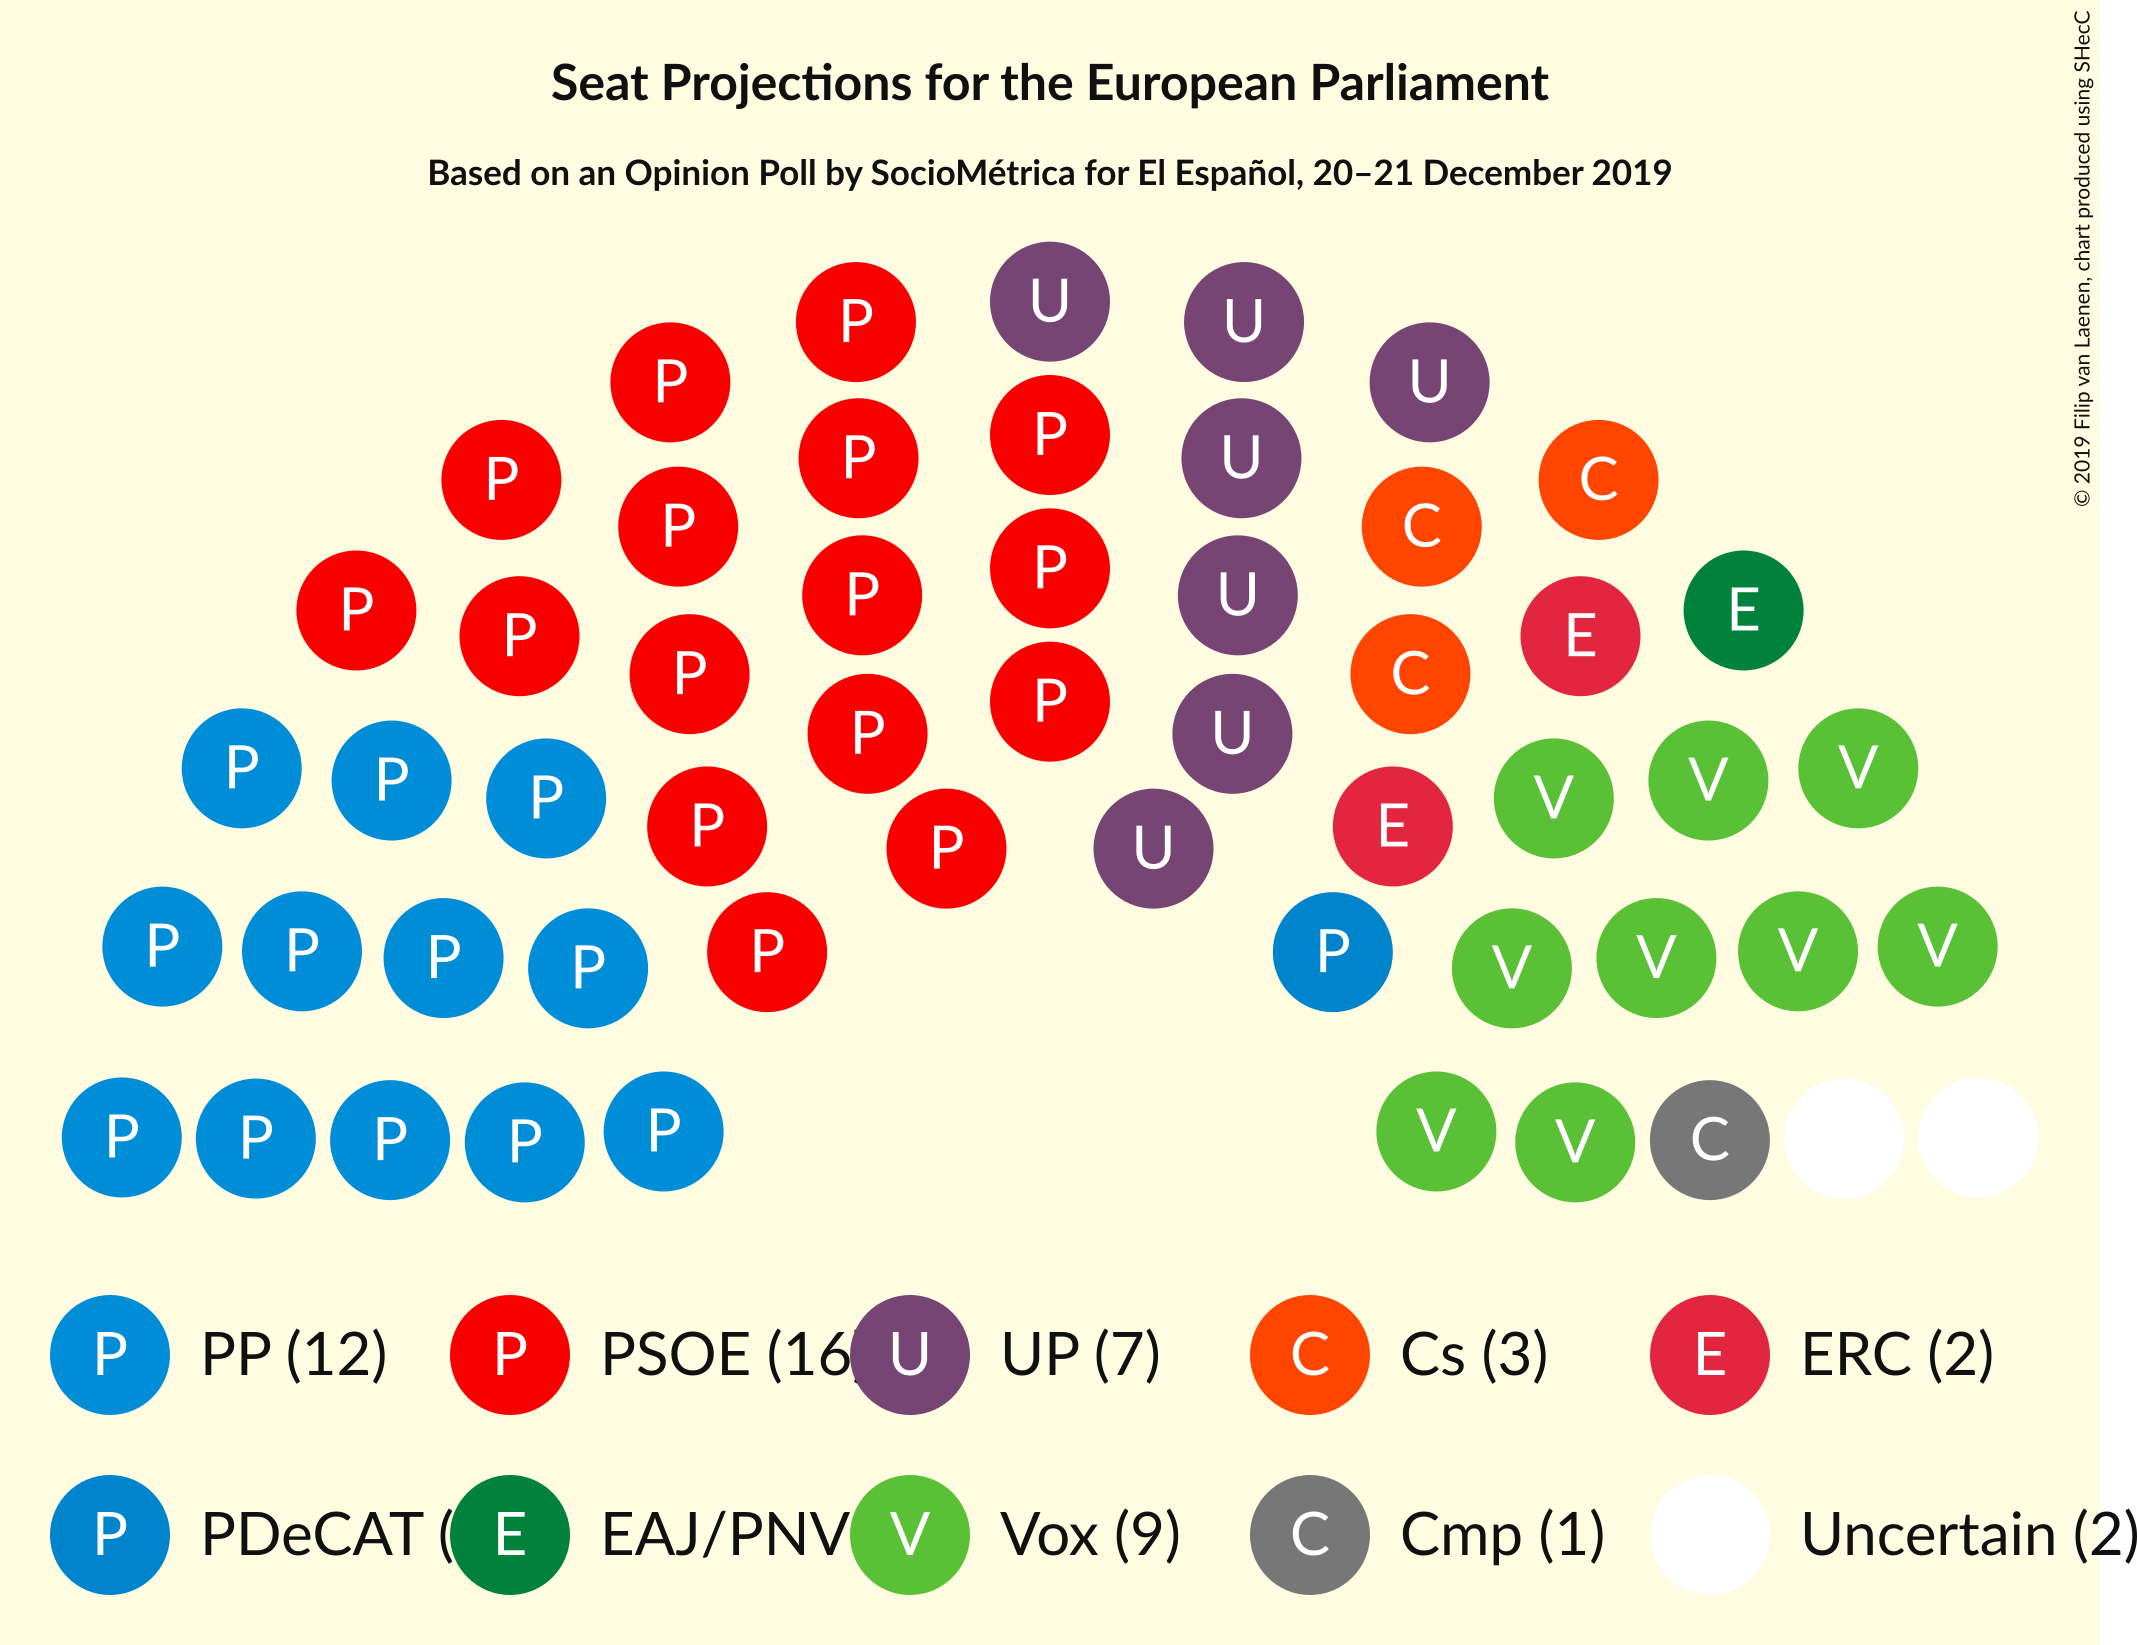 Seat Projections for the European Parliament
Based on an Opinion Poll by SocioMétrica for El Español, 20–21 December 2019
© 2019 Filip van Laenen, chart produced using SHecC
U
P U
P U
P P
P P U
P C
P C
P P
P U
P P
P E
E
P P U
P C
P U
P P P
V V V
P E
P U
P P P P
P P
V V V V
P P P P P
V V C
P PP (12) P PSOE (16 U UP (7) C Cs (3) E ERC (2)
P PDeCAT ( E EAJ/PNV V Vox (9) C Cmp (1) Uncertain (2)